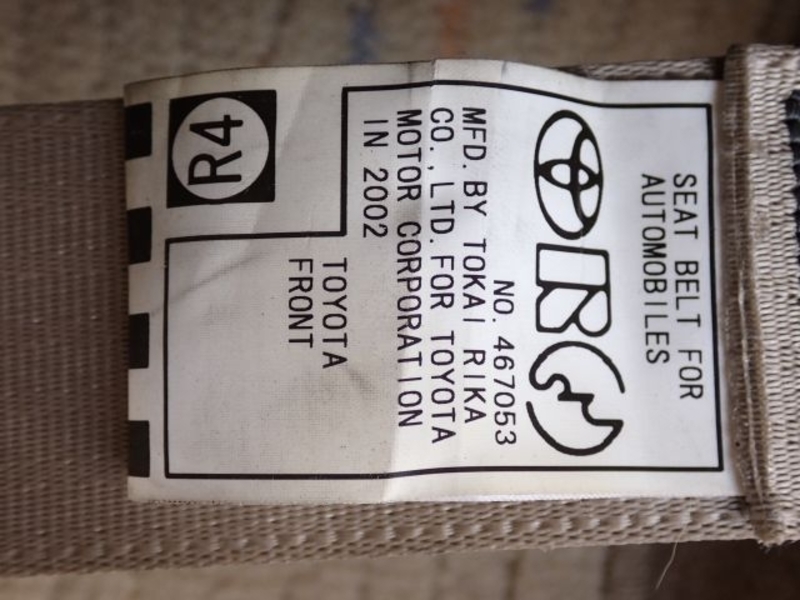 SEAT BELT FOR
AUTOMOBILES
NO. 467053
MFD. BY TOKAI RIKA
CO., LTD. FOR TOYOTA
MOTOR CORPORATION
IN 2002
TOYOTA
FRONT
R4